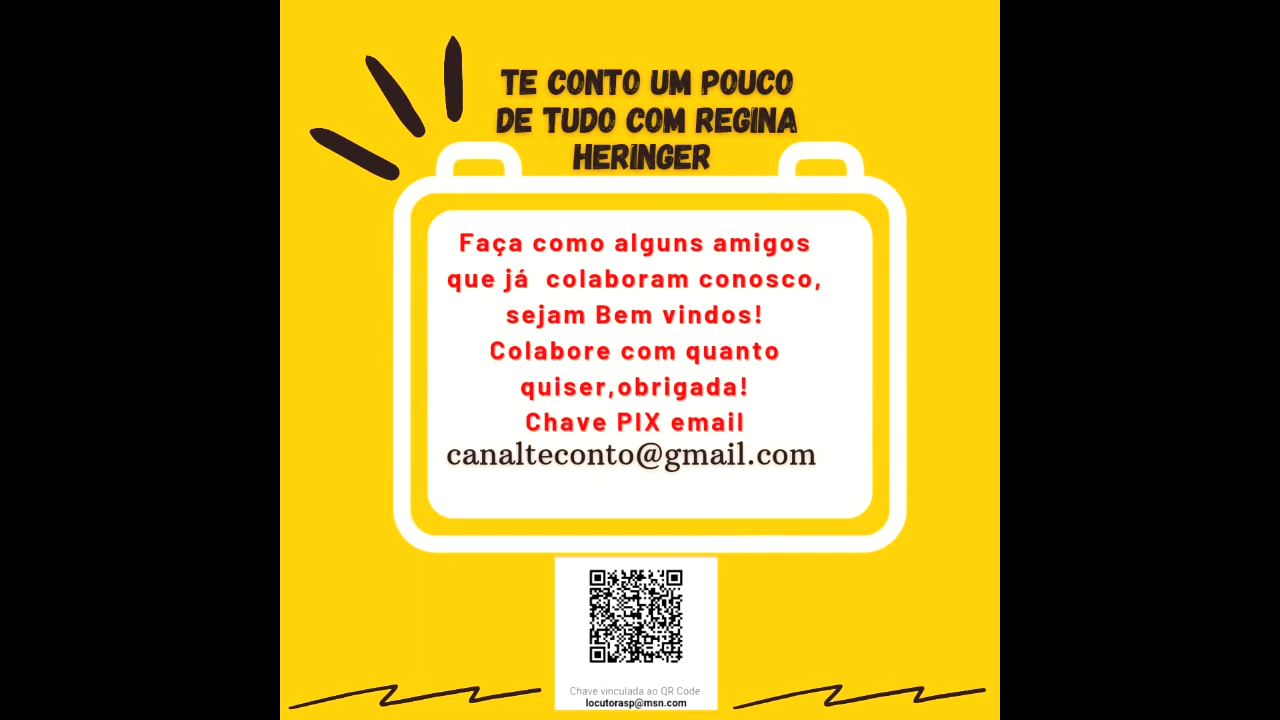 TE CONTO UM POUCO
DE TUDO COM REGINA
HERINGER
Faça como alguns amigos
que já colaboram conosco,
sejam Bem vindos!
Colabore com quanto
quiser,obrigada!
Chave PIX email
canalteconto@gmail.com
Chave vinculada ao QR Code
locutorasp@msn.com